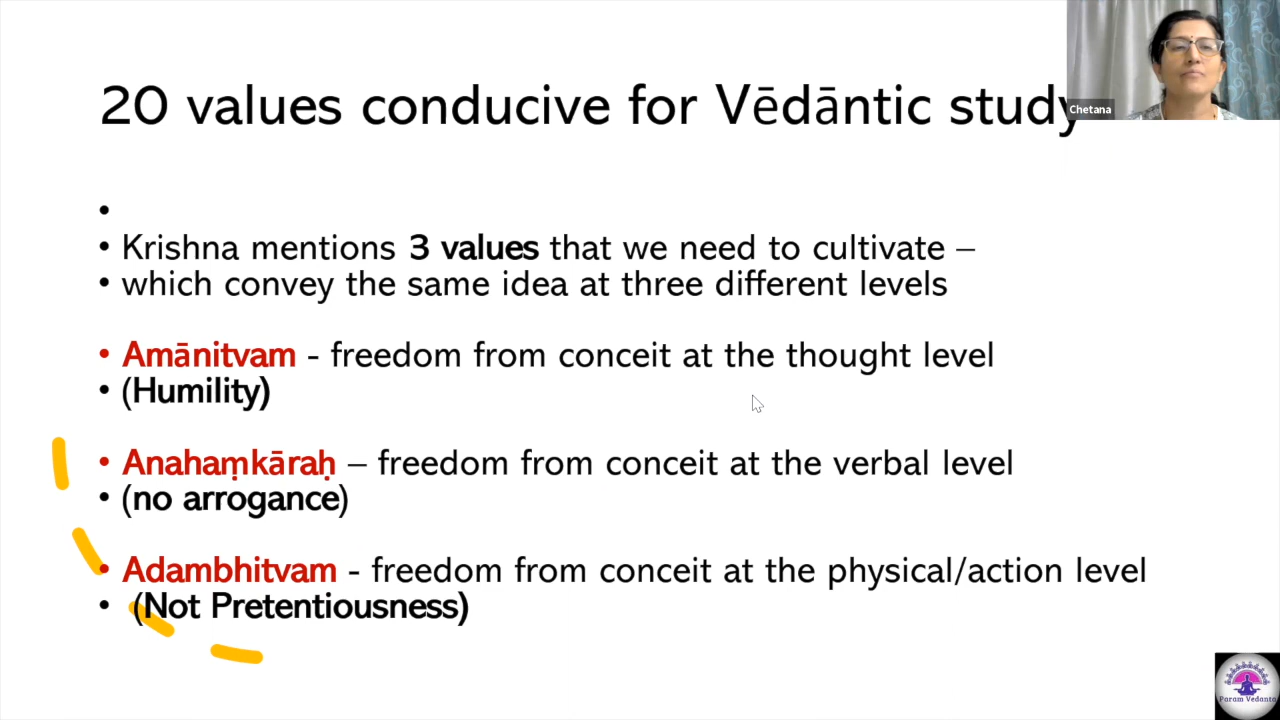 20 values conducive for Vēdāntic study
Chetana
•
• Krishna mentions 3 values that we need to cultivate –
• which convey the same idea at three different levels
• Amānitvam - freedom from conceit at the thought level
• (Humility)
• Anahaṃkāraḥ – freedom from conceit at the verbal level
• (no arrogance)
• Adambhitvam - freedom from conceit at the physical/action level
• (Not Pretentiousness)
Param Vedanta